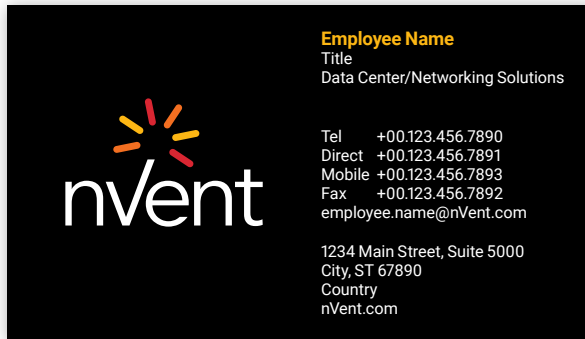 nVent
Employee Name
Title
Data Center/Networking Solutions
Tel +00.123.456.7890
Direct +00.123.456.7891
Mobile +00.123.456.7893
Fax +00.123.456.7892
employee.name@nVent.com
1234 Main Street, Suite 5000
City, ST 67890
Country
nVent.com